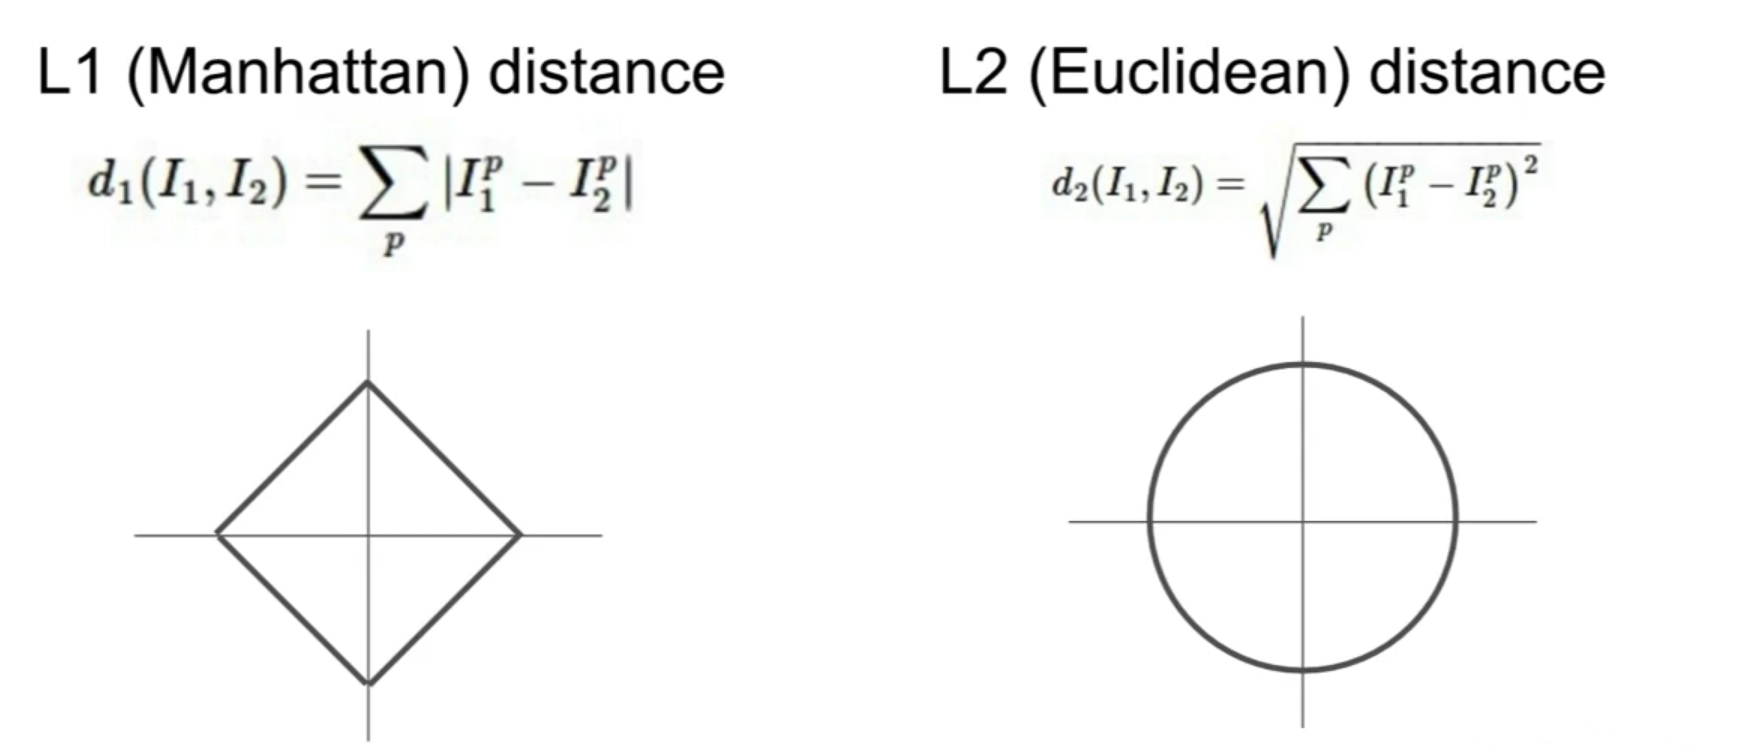 L1 (Manhattan) distance
d₁(I₁, I₂) = ∑ₚ |I₁ᵖ − I₂ᵖ|
L2 (Euclidean) distance
d₂(I₁, I₂) = √(∑ₚ (I₁ᵖ − I₂ᵖ)²)